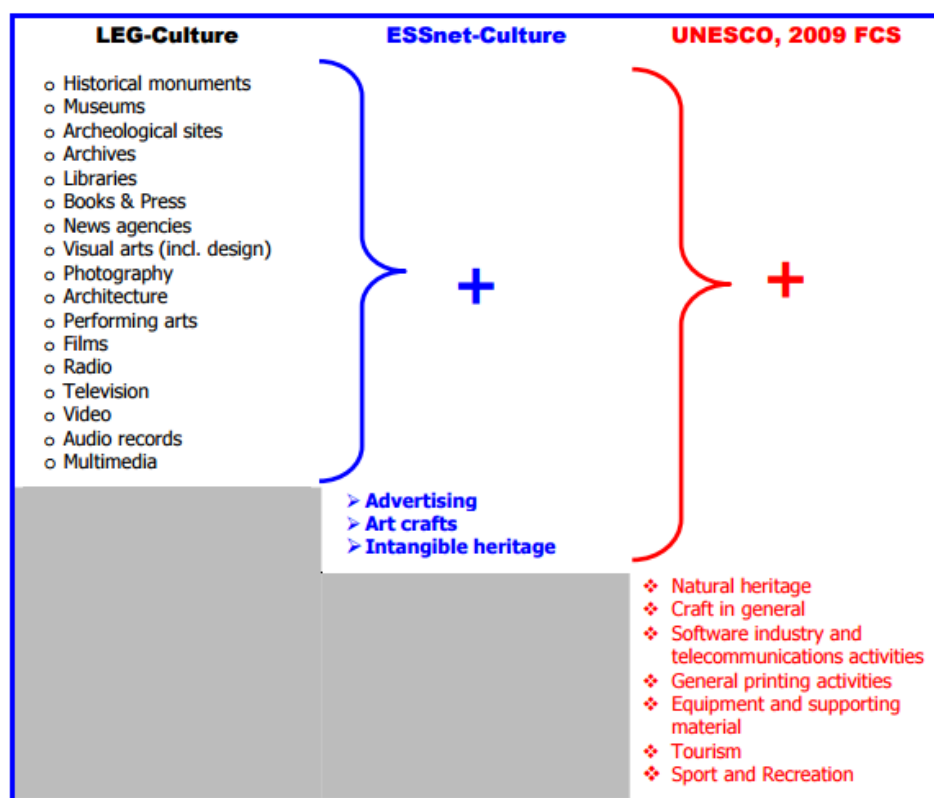 LEG-Culture ESSnet-Culture UNESCO, 2009 FCS
o Historical monuments
o Museums
o Archeological sites
o Archives
o Libraries
o Books & Press
o News agencies
o Visual arts (incl. design)
o Photography
o Architecture
o Performing arts
o Films
o Radio
o Television
o Video
o Audio records
o Multimedia
+
+
➢ Advertising
➢ Art crafts
➢ Intangible heritage
❖ Natural heritage
❖ Craft in general
❖ Software industry and
telecommunications activities
❖ General printing activities
❖ Equipment and supporting
material
❖ Tourism
❖ Sport and Recreation